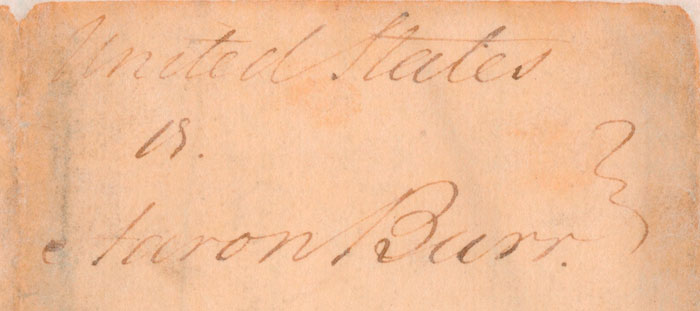 United States
vs.
Aaron Burr.